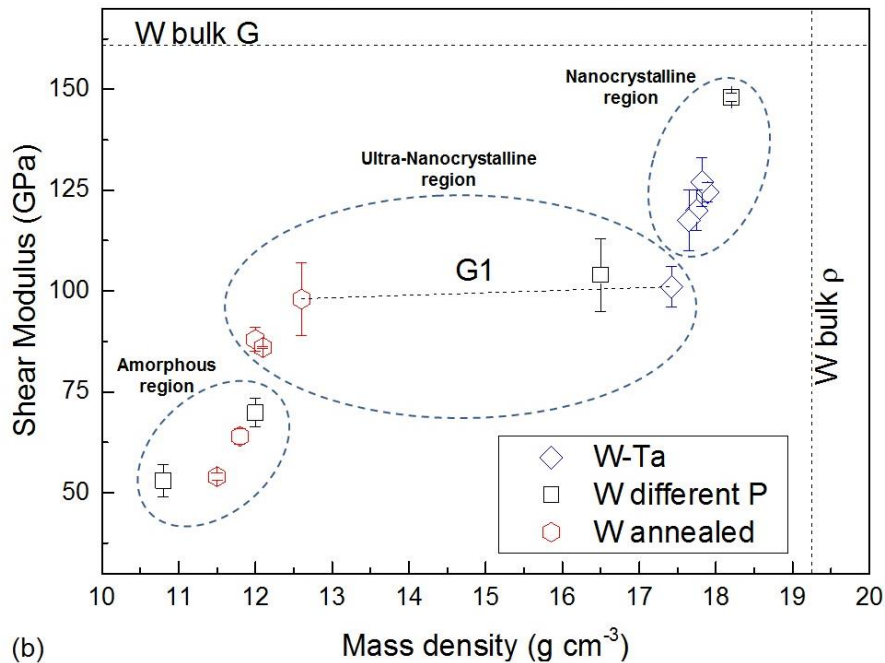 W bulk G
Nanocrystalline
region
Ultra-Nanocrystalline
region
G1
Amorphous
region
W bulk ρ
W-Ta
W different P
W annealed
Shear Modulus (GPa)
150
125
100
75
50
10 11 12 13 14 15 16 17 18 19 20
Mass density (g cm-3)
(b)